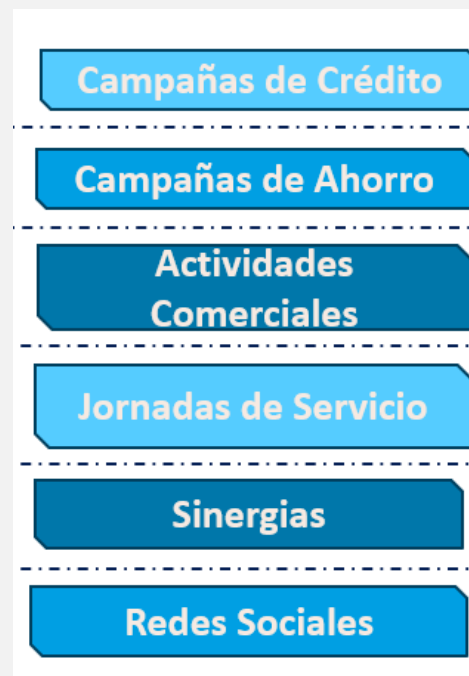 Campañas de Crédito
Campañas de Ahorro
Actividades
Comerciales
Jornadas de Servicio
Sinergias
Redes Sociales